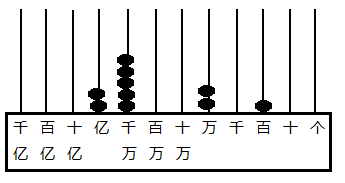 千 百 十 亿 千 百 十 万 千 百 十 个
亿 亿 亿 万 万 万